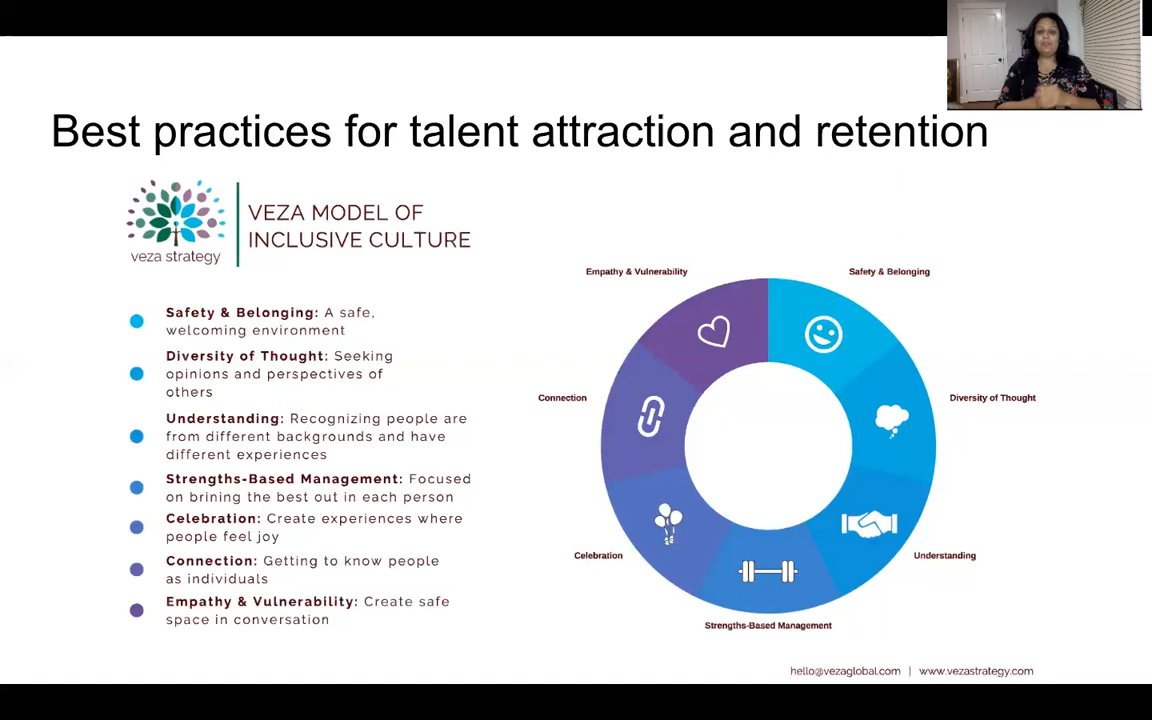 Best practices for talent attraction and retention
veza strategy
VEZA MODEL OF
INCLUSIVE CULTURE
Safety & Belonging: A safe,
welcoming environment
Diversity of Thought: Seeking
opinions and perspectives of
others
Understanding: Recognizing people are
from different backgrounds and have
different experiences
Strengths-Based Management: Focused
on brining the best out in each person
Celebration: Create experiences where
people feel joy
Connection: Getting to know people
as individuals
Empathy & Vulnerability: Create safe
space in conversation
Empathy & Vulnerability
Safety & Belonging
Connection
Diversity of Thought
Celebration
Understanding
Strengths-Based Management
hello@vezaglobal.com | www.vezastrategy.com